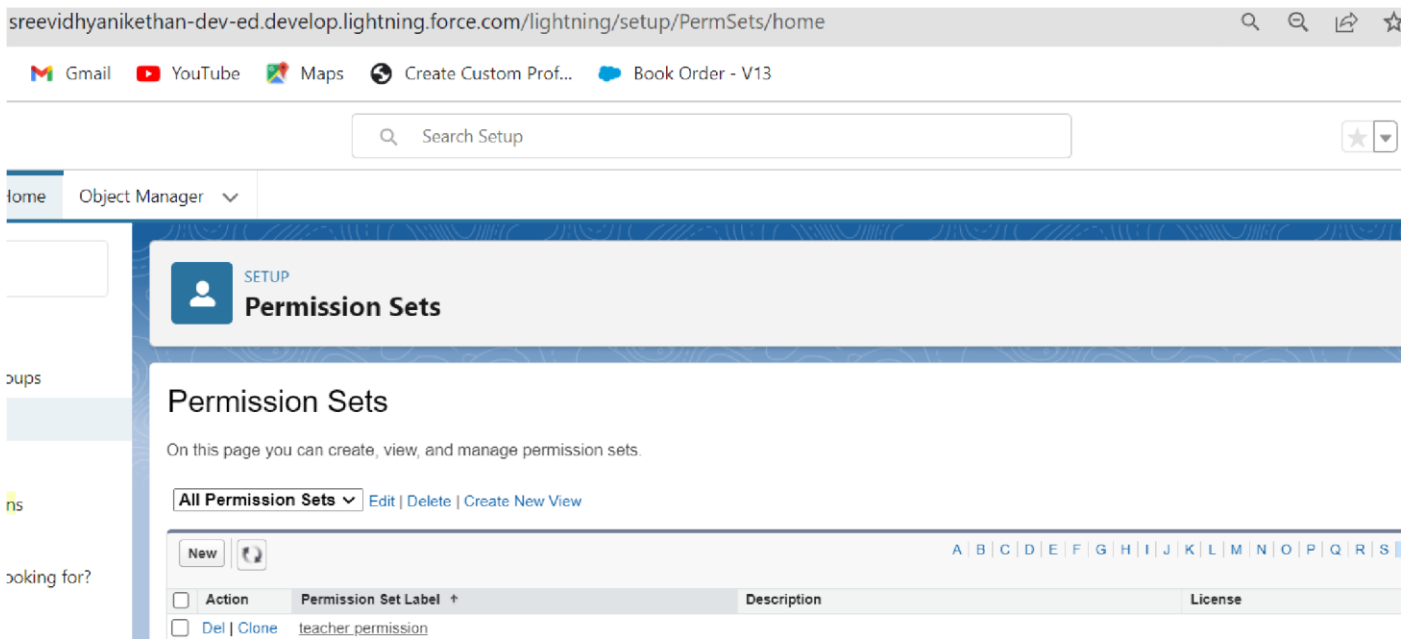 sreevidhyanikethan-dev-ed.develop.lightning.force.com/lightning/setup/PermSets/home
Gmail YouTube Maps Create Custom Prof... Book Order - V13
Search Setup
Home Object Manager
SETUP
Permission Sets
oups
Permission Sets
On this page you can create, view, and manage permission sets.
ns
All Permission Sets Edit | Delete | Create New View
New A | B | C | D | E | F | G | H | I | J | K | L | M | N | O | P | Q | R | S |
ooking for?
Action Permission Set Label ↑ Description License
Del | Clone teacher permission